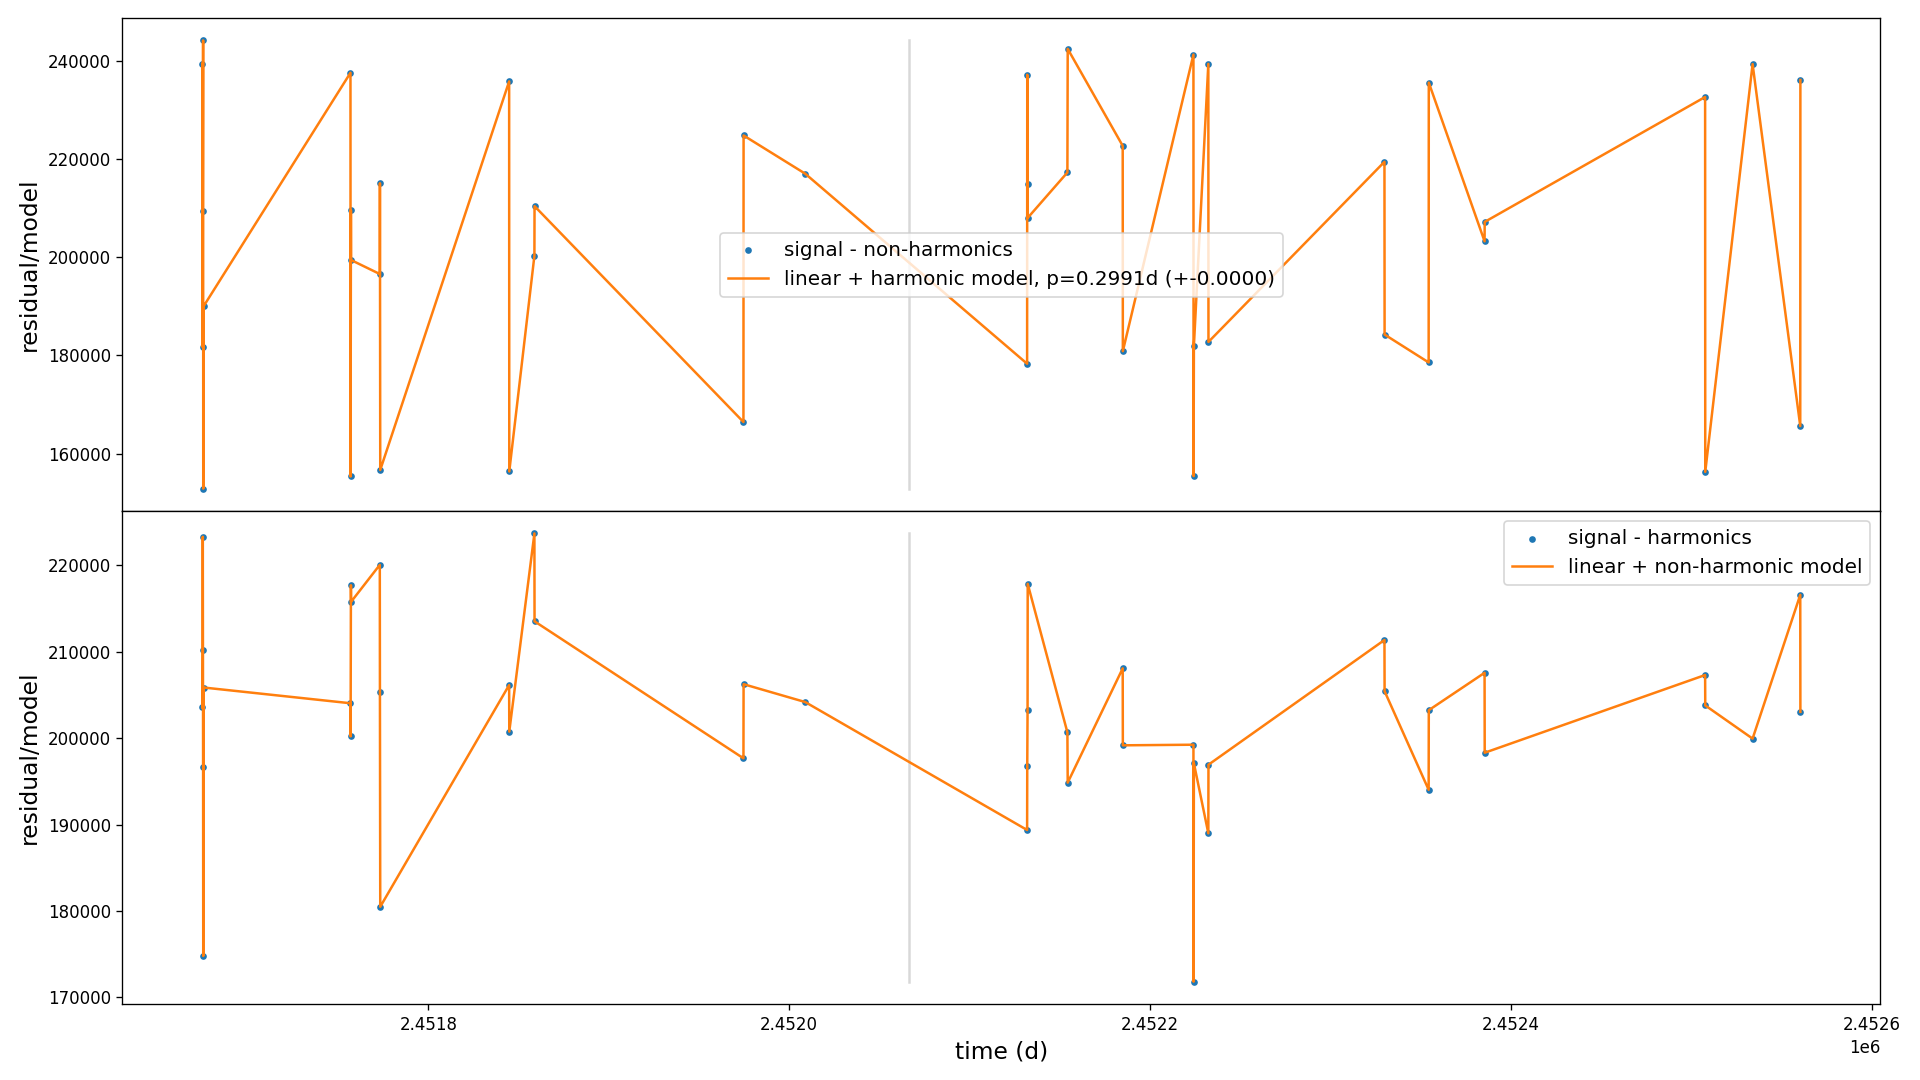 240000
220000
200000
180000
160000
residual/model
signal - non-harmonics
linear + harmonic model, p=0.2991d (+-0.0000)
220000
210000
200000
190000
180000
170000
residual/model
signal - harmonics
linear + non-harmonic model
2.4518
2.4520
2.4522
2.4524
2.4526
1e6
time (d)